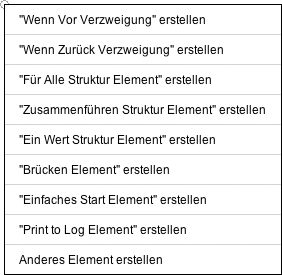 "Wenn Vor Verzweigung" erstellen
"Wenn Zurück Verzweigung" erstellen
"Für Alle Struktur Element" erstellen
"Zusammenführen Struktur Element" erstellen
"Ein Wert Struktur Element" erstellen
"Brücken Element" erstellen
"Einfaches Start Element" erstellen
"Print to Log Element" erstellen
Anderes Element erstellen